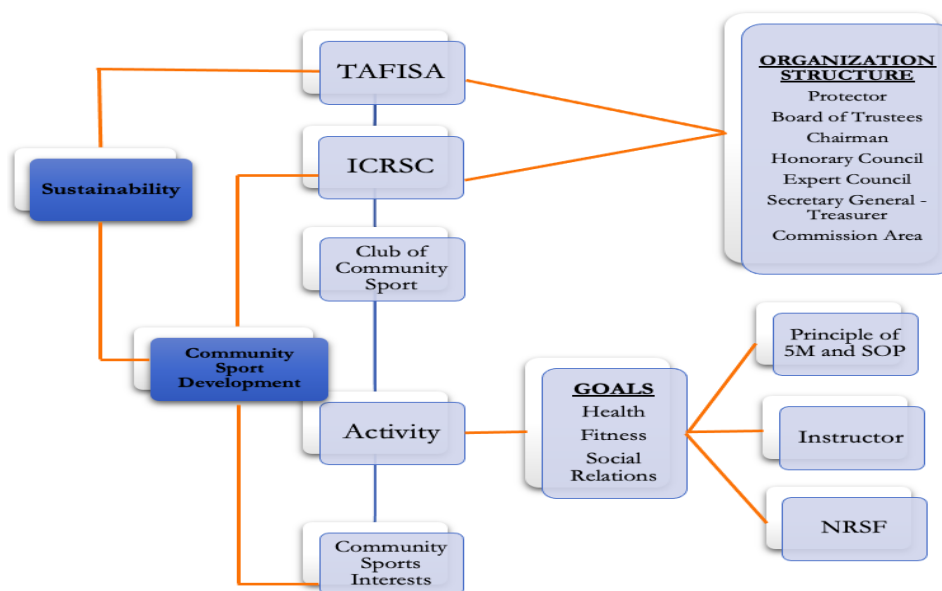 TAFISA
ORGANIZATION
STRUCTURE
Protector
Board of Trustees
Chairman
Honorary Council
Expert Council
Secretary General -
Treasurer
Commission Area
Sustainability
ICRSC
Club of
Community
Sport
Community
Sport
Development
Activity
GOALS
Health
Fitness
Social
Relations
Principle of
5M and SOP
Instructor
NRSF
Community
Sports
Interests